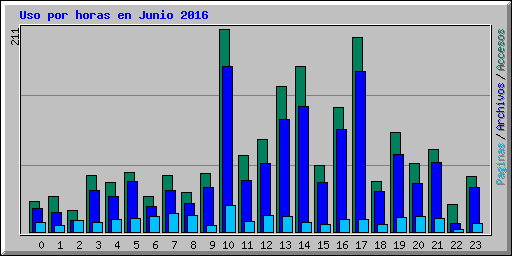 Uso por horas en Junio 2016
211
Paginas / Archivos / Accesos
0 1 2 3 4 5 6 7 8 9 10 11 12 13 14 15 16 17 18 19 20 21 22 23